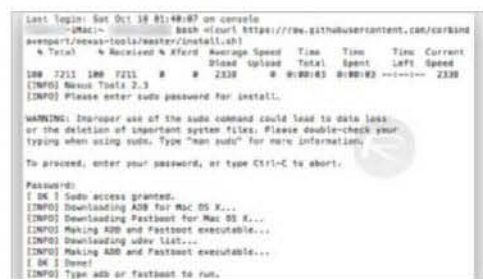 Last login: Sat Oct 10 01:40:07 on console
-iMac:~ bash <(curl https://raw.githubusercontent.com/corbind
avenport/nexus-tools/master/install.sh)
% Total % Received % Xferd Average Speed Time Time Time Current
Dload Upload Total Spent Left Speed
100 7211 100 7211 0 0 2338 0 0:00:03 0:00:03 --:--:-- 2338
[INFO] Nexus Tools 2.3
[INFO] Please enter sudo password for install.
WARNING: Improper use of the sudo command could lead to data loss
or the deletion of important system files. Please double-check your
typing when using sudo. Type "man sudo" for more information.
To proceed, enter your password, or type Ctrl-C to abort.
Password:
[ OK ] Sudo access granted.
[INFO] Downloading ADB for Mac OS X...
[INFO] Downloading Fastboot for Mac OS X...
[INFO] Making ADB and Fastboot executable...
[INFO] Downloading udev list...
[INFO] Making ADB and Fastboot executable...
[ OK ] Done!
[INFO] Type adb or fastboot to run.